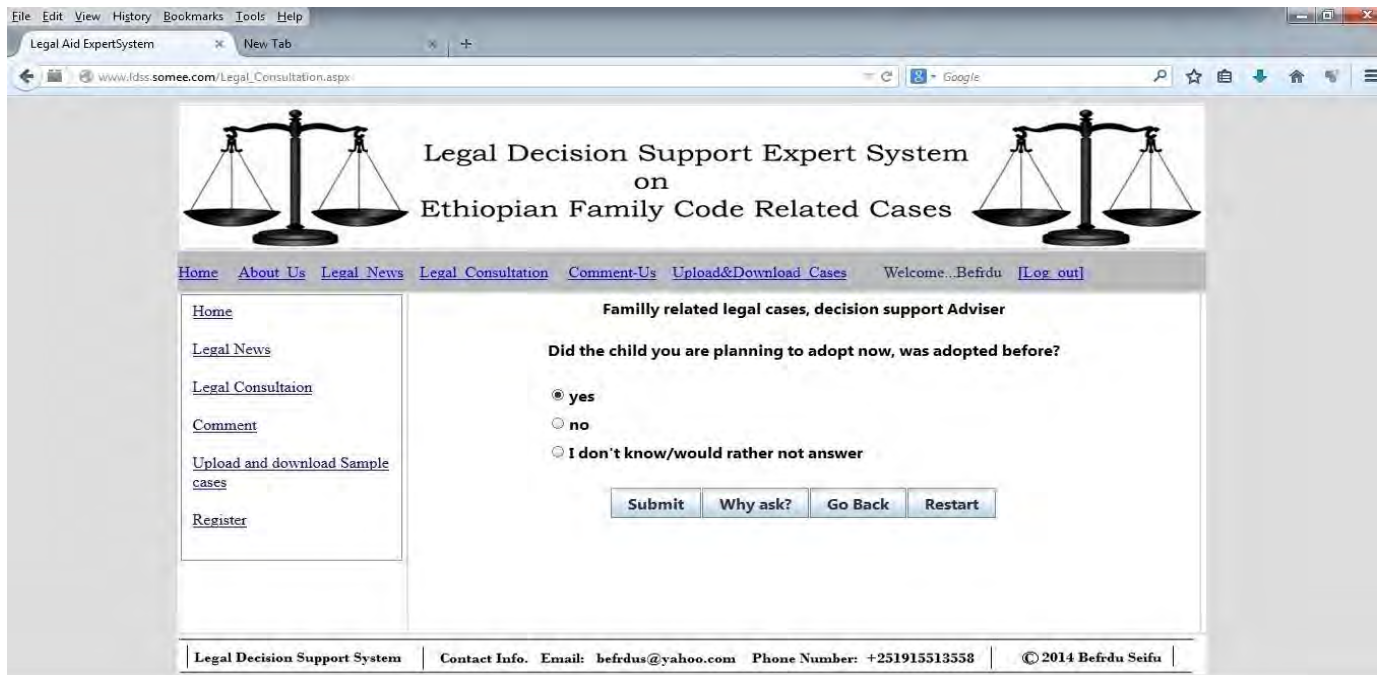 File Edit View History Bookmarks Tools Help
Legal Aid ExpertSystem × New Tab × +
www.ldss.somee.com/Legal_Consultation.aspx Google
Legal Decision Support Expert System
on
Ethiopian Family Code Related Cases
Home About Us Legal News Legal Consultation Comment-Us Upload&Download Cases Welcome...Befrdu [Log out]
Home
Legal News
Legal Consultaion
Comment
Upload and download Sample
cases
Register
Familly related legal cases, decision support Adviser
Did the child you are planning to adopt now, was adopted before?
yes
no
I don't know/would rather not answer
Submit Why ask? Go Back Restart
Legal Decision Support System Contact Info. Email: befrdus@yahoo.com Phone Number: +251915513558 © 2014 Befrdu Seifu